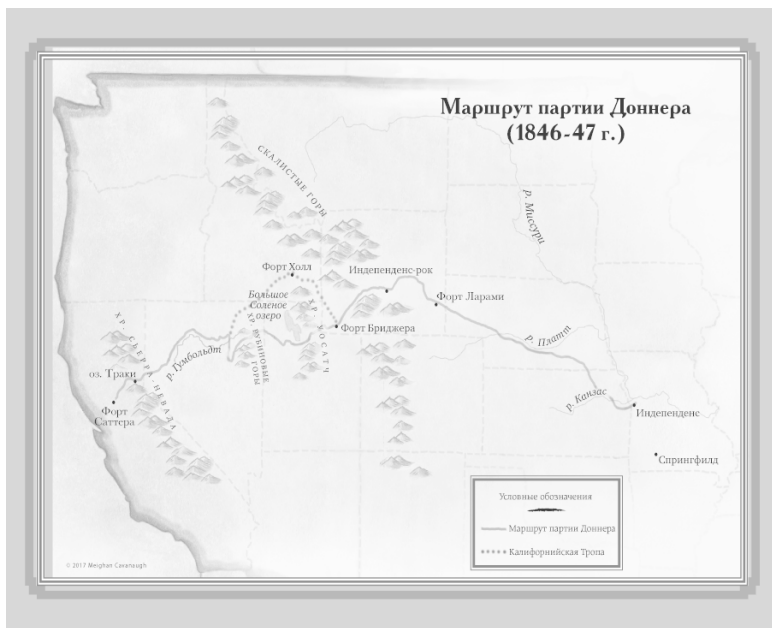 Маршрут партии Доннера
(1846-47 г.)
СКАЛИСТЫЕ ГОРЫ
р. Миссури
Форт Холл
Индепенденс-рок
Большое
Соленое
озеро
Форт Ларами
ХР. УОСАТЧ
Форт Бриджера
ХР. СЬЕРРА-НЕВАДА
р. Гумбольдт
ХР. РУБИНОВЫЕ
ГОРЫ
р. Платт
оз. Траки
р. Канзас
Форт
Саттера
Индепенденс
Спрингфилд
Условные обозначения
Маршрут партии Доннера
Калифорнийская Тропа
© 2017 Meighan Cavanaugh